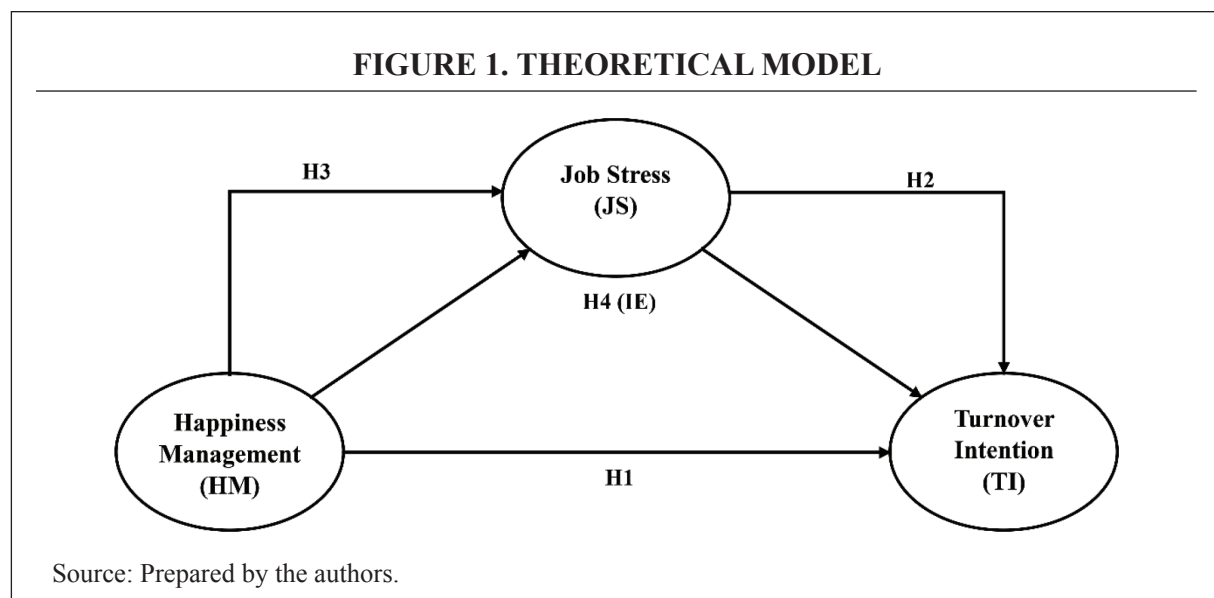 FIGURE 1. THEORETICAL MODEL
H3
Job Stress
(JS)
H2
H4 (IE)
Happiness
Management
(HM)
H1
Turnover
Intention
(TI)
Source: Prepared by the authors.